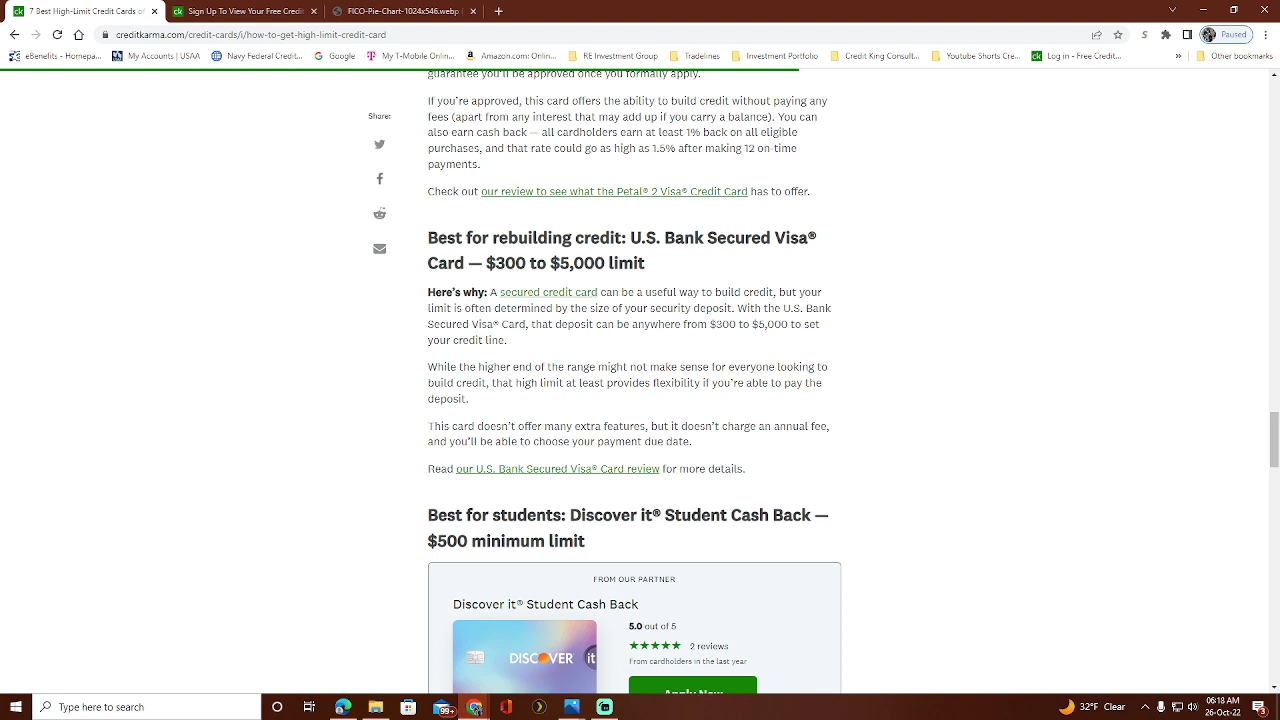 7 Best High-Limit Credit Cards of
Sign Up To View Your Free Credit
FICO-Pie-Chart-1024x546.webp (
creditkarma.com/credit-cards/i/how-to-get-high-limit-credit-card
Paused
eBenefits - Homepa...
My Accounts | USAA
Navy Federal Credit...
Google
My T-Mobile Onlin...
Amazon.com: Onlin...
RE Investment Group
Tradelines
Investment Portfolio
Credit King Consult...
Youtube Shorts Cre...
Log in - Free Credit...
»
Other bookmarks
guarantee you'll be approved once you formally apply.
Share:
If you're approved, this card offers the ability to build credit without paying any
fees (apart from any interest that may add up if you carry a balance). You can
also earn cash back — all cardholders earn at least 1% back on all eligible
purchases, and that rate could go as high as 1.5% after making 12 on-time
payments.
Check out our review to see what the Petal® 2 Visa® Credit Card has to offer.
Best for rebuilding credit: U.S. Bank Secured Visa®
Card — $300 to $5,000 limit
Here's why: A secured credit card can be a useful way to build credit, but your
limit is often determined by the size of your security deposit. With the U.S. Bank
Secured Visa® Card, that deposit can be anywhere from $300 to $5,000 to set
your credit line.
While the higher end of the range might not make sense for everyone looking to
build credit, that high limit at least provides flexibility if you're able to pay the
deposit.
This card doesn't offer many extra features, but it doesn't charge an annual fee,
and you'll be able to choose your payment due date.
Read our U.S. Bank Secured Visa® Card review for more details.
Best for students: Discover it® Student Cash Back —
$500 minimum limit
FROM OUR PARTNER
Discover it® Student Cash Back
5.0 out of 5
2 reviews
From cardholders in the last year
DISCOVER it
Apply Now
Type here to search
99+
32°F Clear
06:18 AM
26-Oct-22